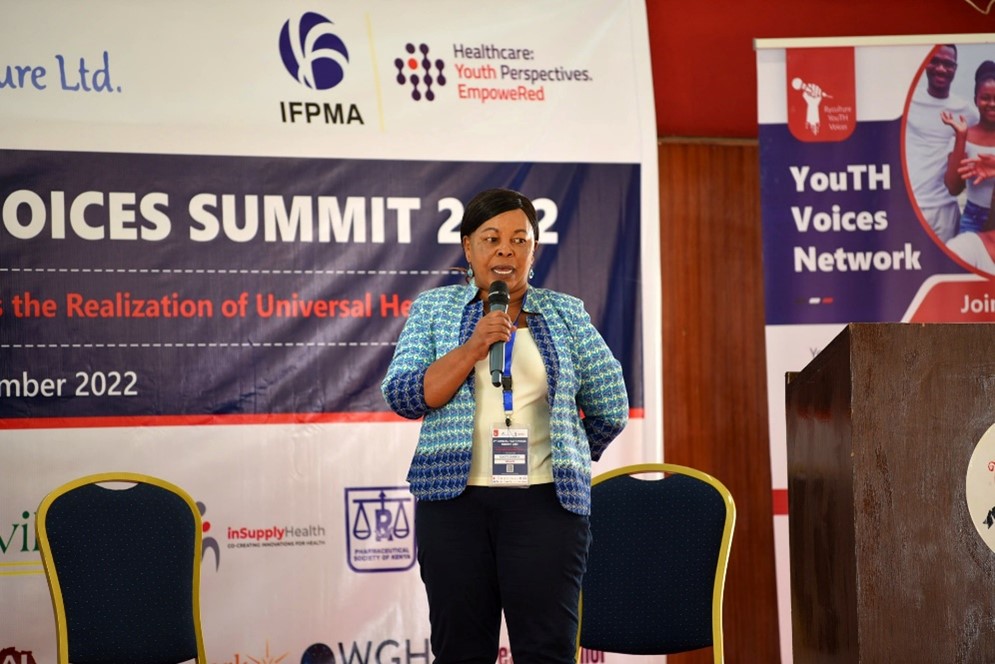 ure Ltd.
IFPMA
Healthcare:
Youth Perspectives.
EmpoweRed
OICES SUMMIT 2022
s the Realization of Universal He
mber 2022
inSupplyHealth
CO-CREATING INNOVATIONS FOR HEALTH
PHARMACEUTICAL
SOCIETY OF KENYA
WGH
YouTH
Voices
Network
Join